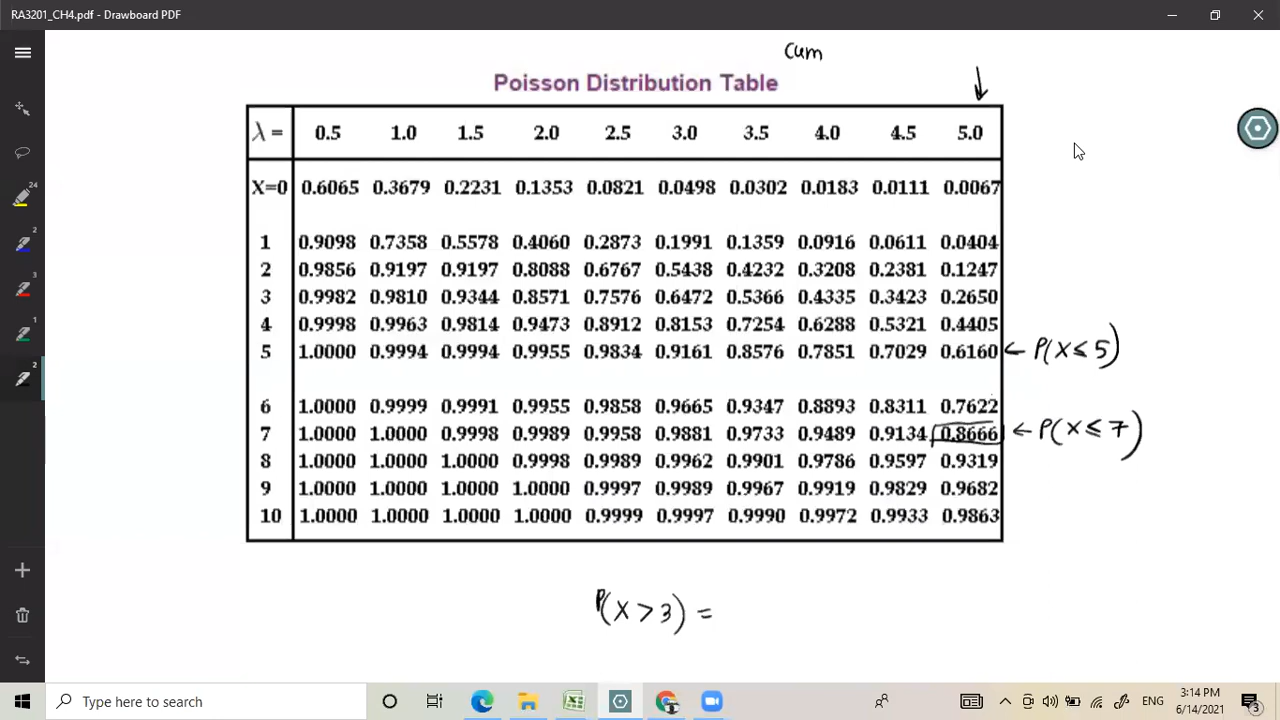 RA3201_CH4.pdf - Drawboard PDF
Cum
Poisson Distribution Table
λ = 0.5 1.0 1.5 2.0 2.5 3.0 3.5 4.0 4.5 5.0
X=0 0.6065 0.3679 0.2231 0.1353 0.0821 0.0498 0.0302 0.0183 0.0111 0.0067
1 0.9098 0.7358 0.5578 0.4060 0.2873 0.1991 0.1359 0.0916 0.0611 0.0404
2 0.9856 0.9197 0.9197 0.8088 0.6767 0.5438 0.4232 0.3208 0.2381 0.1247
3 0.9982 0.9810 0.9344 0.8571 0.7576 0.6472 0.5366 0.4335 0.3423 0.2650
4 0.9998 0.9963 0.9814 0.9473 0.8912 0.8153 0.7254 0.6288 0.5321 0.4405
5 1.0000 0.9994 0.9994 0.9955 0.9834 0.9161 0.8576 0.7851 0.7029 0.6160 ← P(X ≤ 5)
6 1.0000 0.9999 0.9991 0.9955 0.9858 0.9665 0.9347 0.8893 0.8311 0.7622
7 1.0000 1.0000 0.9998 0.9989 0.9958 0.9881 0.9733 0.9489 0.9134 0.8666 ← P(X ≤ 7)
8 1.0000 1.0000 1.0000 0.9998 0.9989 0.9962 0.9901 0.9786 0.9597 0.9319
9 1.0000 1.0000 1.0000 1.0000 0.9997 0.9989 0.9967 0.9919 0.9829 0.9682
10 1.0000 1.0000 1.0000 1.0000 0.9999 0.9997 0.9990 0.9972 0.9933 0.9863
P(X > 3) =
24
2
3
1
2
Type here to search
ENG
3:14 PM
6/14/2021
3